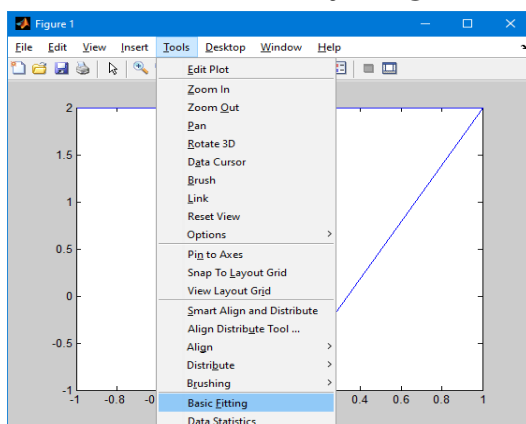 Figure 1
File Edit View Insert Tools Desktop Window Help
Edit Plot
Zoom In
Zoom Out
Pan
Rotate 3D
Data Cursor
Brush
Link
Reset View
Options
Pin to Axes
Snap To Layout Grid
View Layout Grid
Smart Align and Distribute
Align Distribute Tool ...
Align
Distribute
Brushing
Basic Fitting
Data Statistics
2
1.5
1
0.5
0
-0.5
-1
-1 -0.8 -0 0.4 0.6 0.8 1